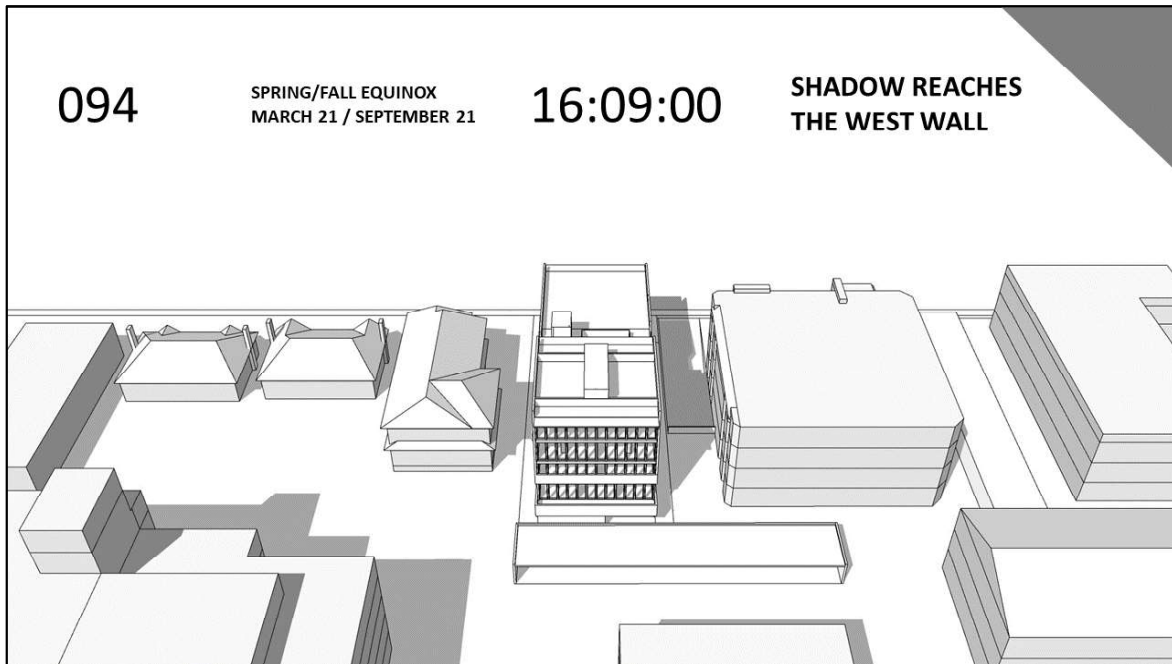 094
SPRING/FALL EQUINOX
MARCH 21 / SEPTEMBER 21
16:09:00
SHADOW REACHES
THE WEST WALL